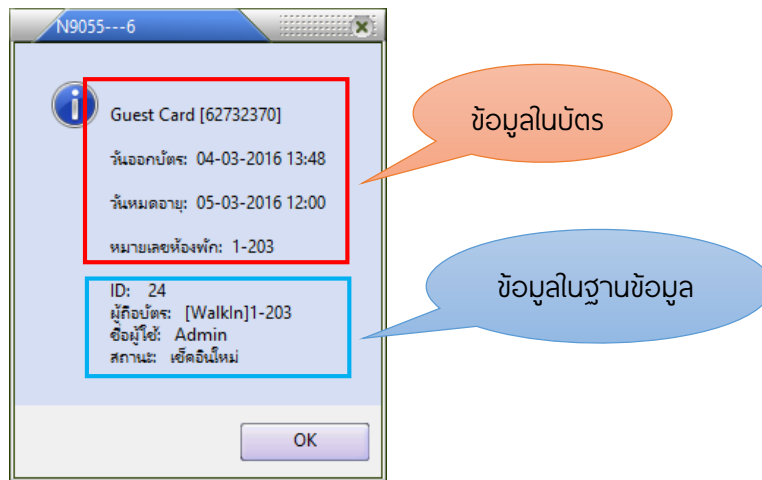 N9055---6
Guest Card [62732370]
วันออกบัตร: 04-03-2016 13:48
วันหมดอายุ: 05-03-2016 12:00
หมายเลขห้องพัก: 1-203
ID: 24
ผู้ถือบัตร: [WalkIn]1-203
ชื่อผู้ใช้: Admin
สถานะ: เช็คอินใหม่
OK
ข้อมูลในบัตร
ข้อมูลในฐานข้อมูล